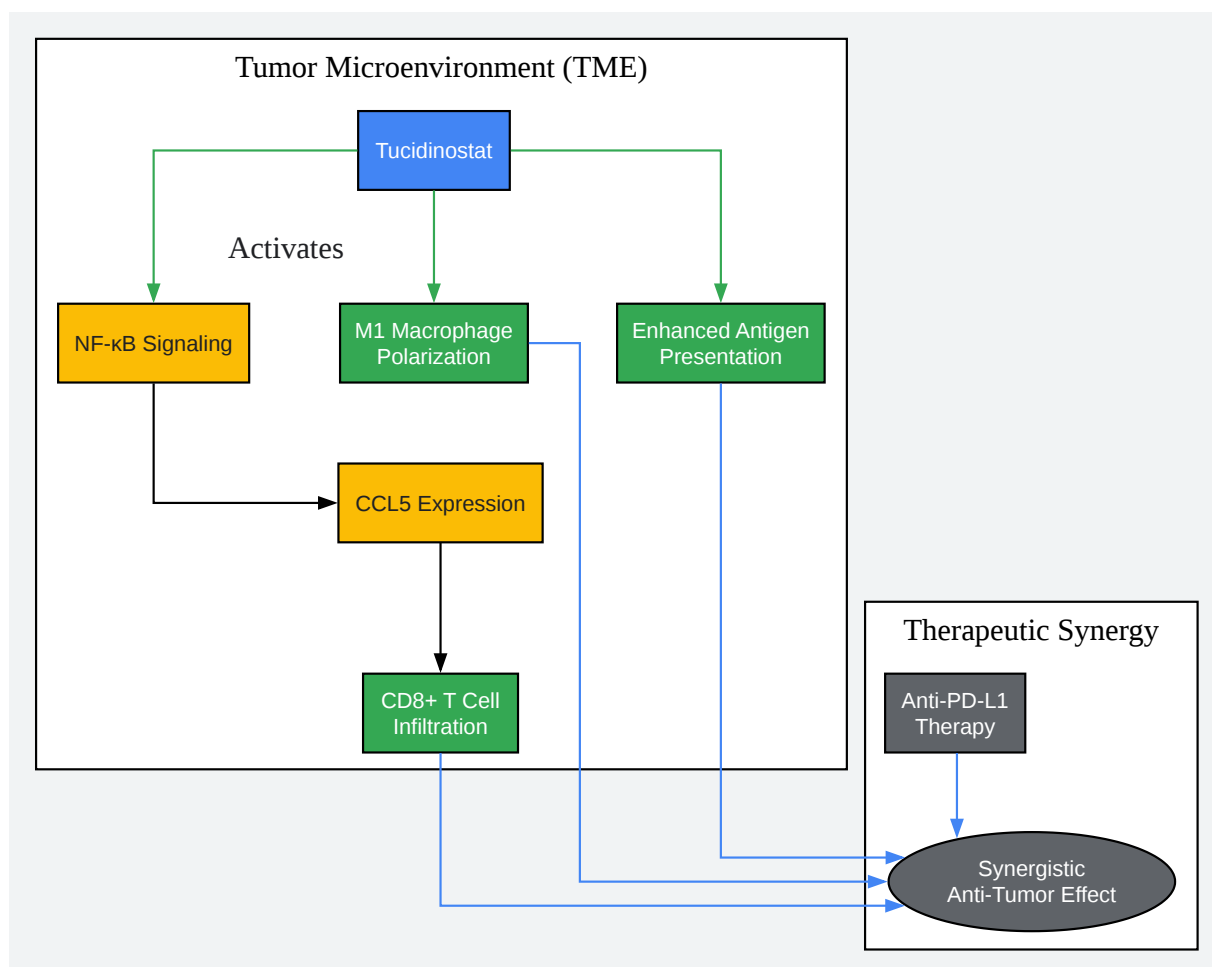 Tumor Microenvironment (TME)
Tucidinostat
Activates
NF-κB Signaling
M1 Macrophage
Polarization
Enhanced Antigen
Presentation
CCL5 Expression
CD8+ T Cell
Infiltration
Therapeutic Synergy
Anti-PD-L1
Therapy
Synergistic
Anti-Tumor Effect